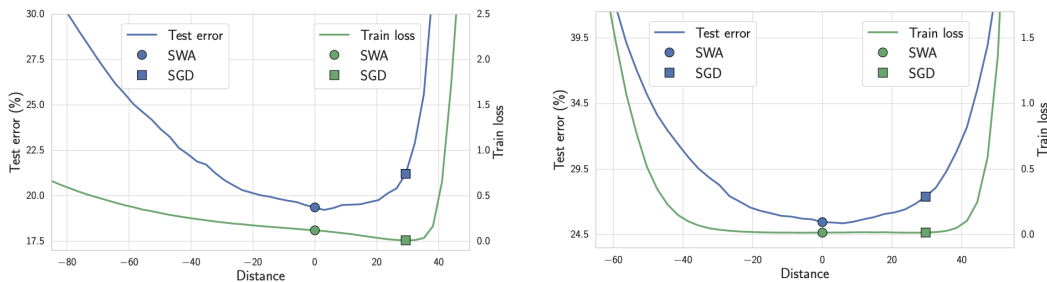 30.0
27.5
25.0
22.5
20.0
17.5
Test error (%)
Test error
SWA
SGD
Train loss
SWA
SGD
2.5
2.0
1.5
1.0
0.5
0.0
Train loss
−80 −60 −40 −20 0 20 40
Distance
39.5
34.5
29.5
24.5
Test error (%)
Test error
SWA
SGD
Train loss
SWA
SGD
1.5
1.0
0.5
0.0
Train loss
−60 −40 −20 0 20 40
Distance